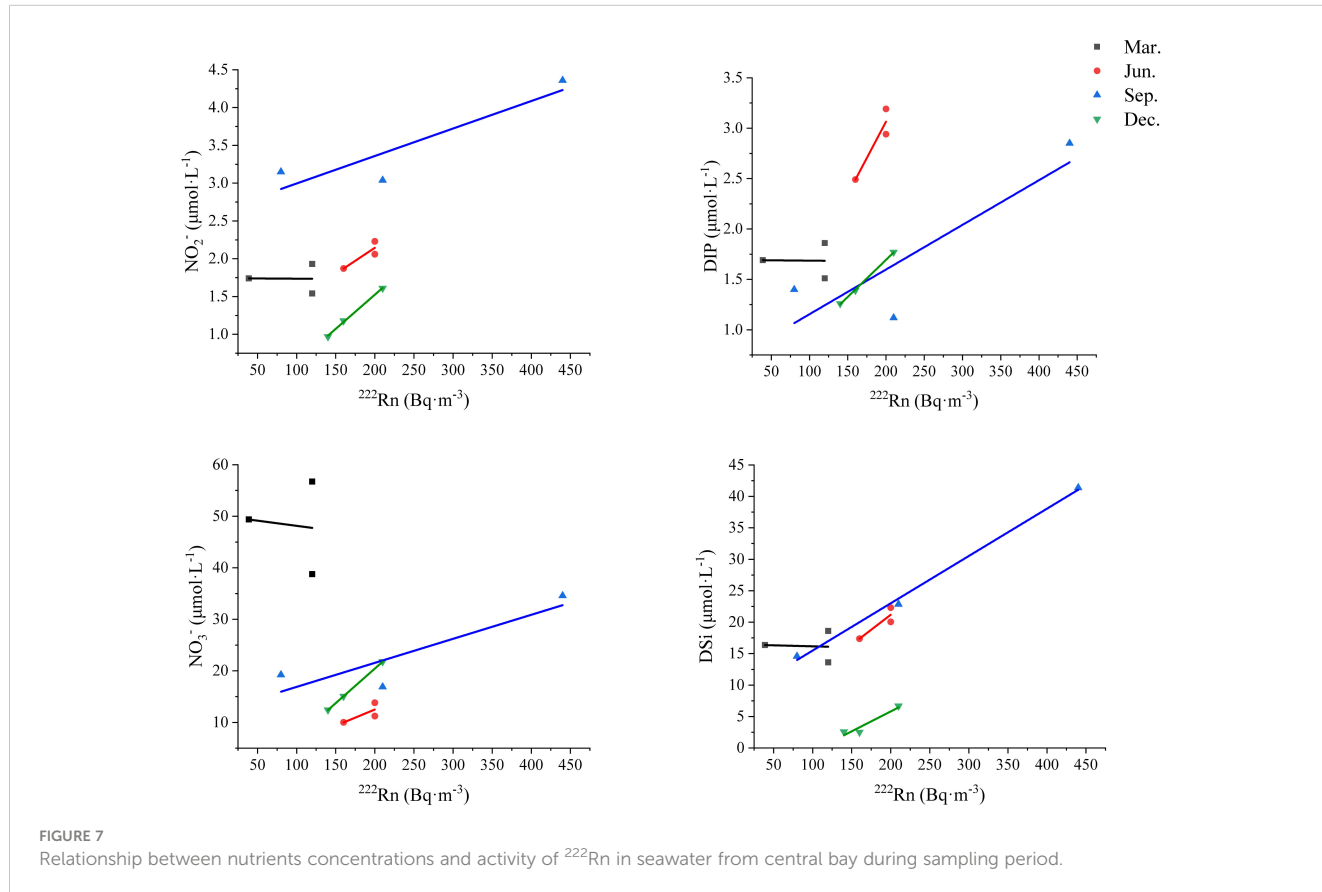 Mar.
Jun.
Sep.
Dec.
4.5
4.0
3.5
3.0
2.5
2.0
1.5
1.0
NO₂⁻ (μmol·L⁻¹)
50 100 150 200 250 300 350 400 450
²²²Rn (Bq·m⁻³)
3.5
3.0
2.5
2.0
1.5
1.0
DIP (μmol·L⁻¹)
50 100 150 200 250 300 350 400 450
²²²Rn (Bq·m⁻³)
60
50
40
30
20
10
NO₃⁻ (μmol·L⁻¹)
50 100 150 200 250 300 350 400 450
²²²Rn (Bq·m⁻³)
45
40
35
30
25
20
15
10
5
0
DSi (μmol·L⁻¹)
50 100 150 200 250 300 350 400 450
²²²Rn (Bq·m⁻³)
FIGURE 7
Relationship between nutrients concentrations and activity of ²²²Rn in seawater from central bay during sampling period.